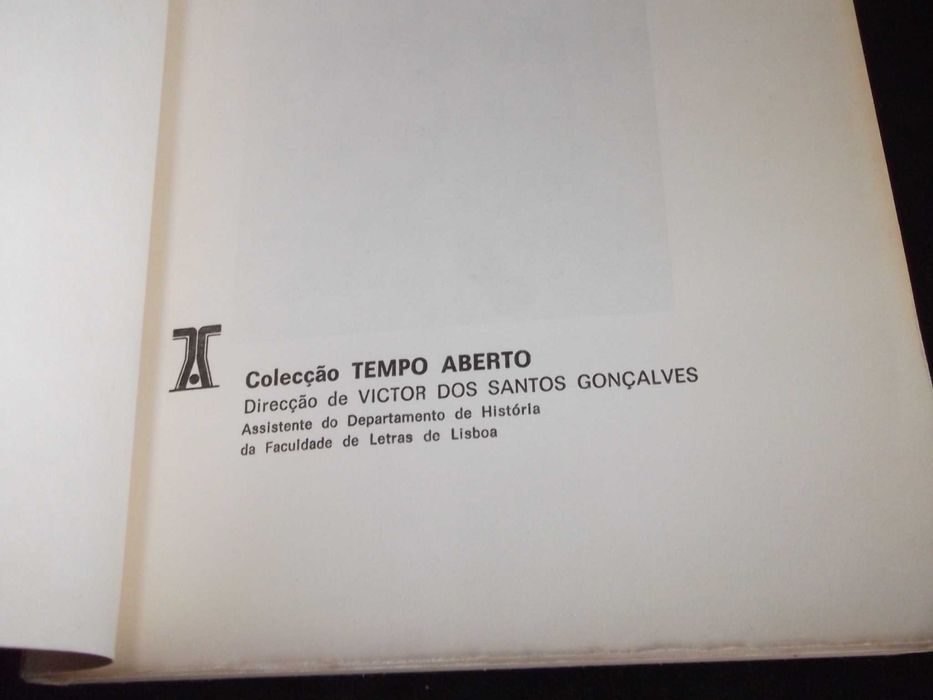 Colecção TEMPO ABERTO
Direcção de VICTOR DOS SANTOS GONÇALVES
Assistente do Departamento de História
da Faculdade de Letras de Lisboa